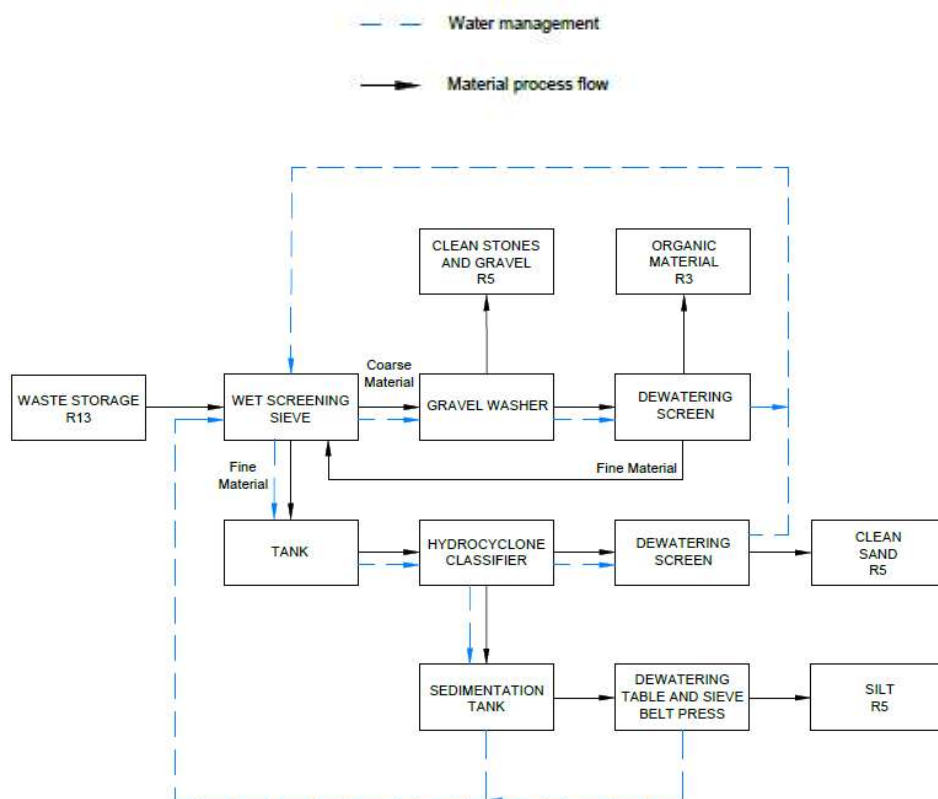 Water management
Material process flow
CLEAN STONES
AND GRAVEL
R5
ORGANIC
MATERIAL
R3
Coarse
Material
WASTE STORAGE
R13
WET SCREENING
SIEVE
GRAVEL WASHER
DEWATERING
SCREEN
Fine
Material
Fine Material
TANK
HYDROCYCLONE
CLASSIFIER
DEWATERING
SCREEN
CLEAN
SAND
R5
SEDIMENTATION
TANK
DEWATERING
TABLE AND SIEVE
BELT PRESS
SILT
R5